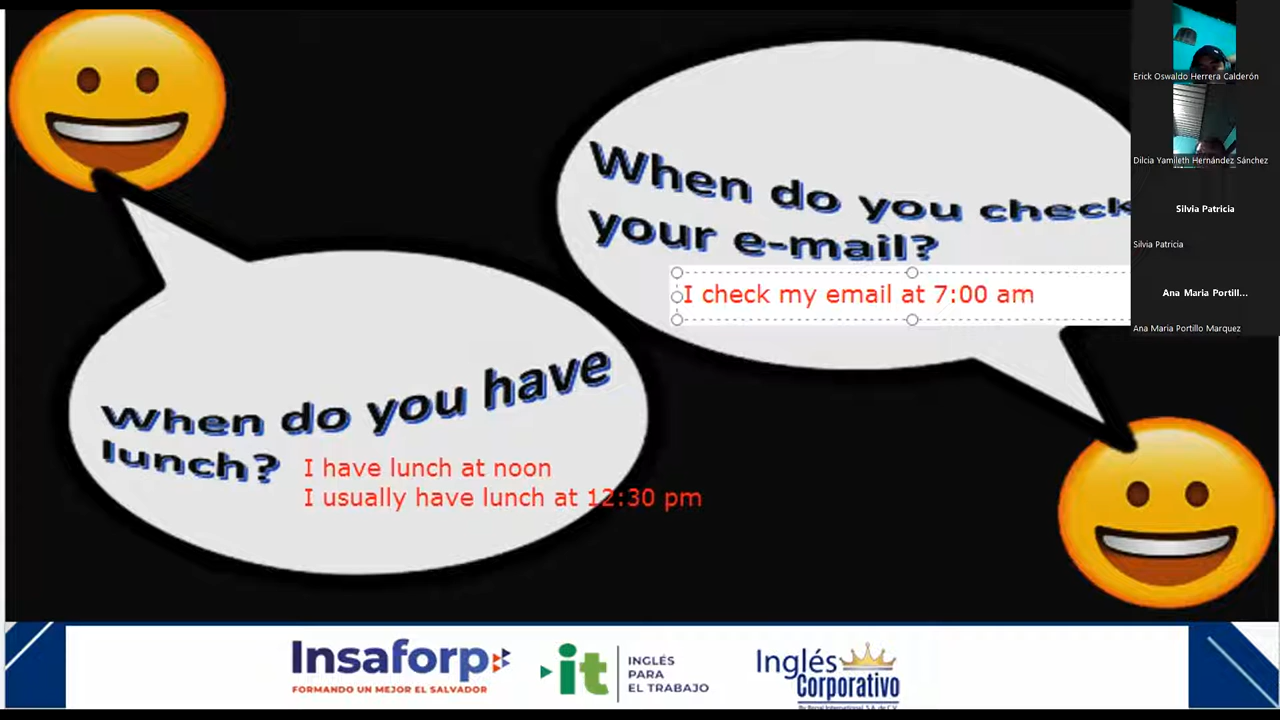 When do you check
your e-mail?
I check my email at 7:00 am
When do you have
lunch?
I have lunch at noon
I usually have lunch at 12:30 pm
Erick Oswaldo Herrera Calderón
Dilcia Yamileth Hernández Sánchez
Silvia Patricia
Silvia Patricia
Ana Maria Portill...
Ana Maria Portillo Marquez
Insaforp
FORMANDO UN MEJOR EL SALVADOR
it
INGLÉS
PARA
EL TRABAJO
Inglés
Corporativo